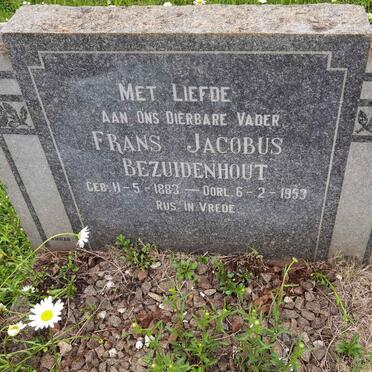 MET LIEFDE
AAN ONS DIERBARE VADER
FRANS JACOBUS
BEZUIDENHOUT
GEB. 11-5-1883 — OORL. 6-2-1953
RUS IN VREDE